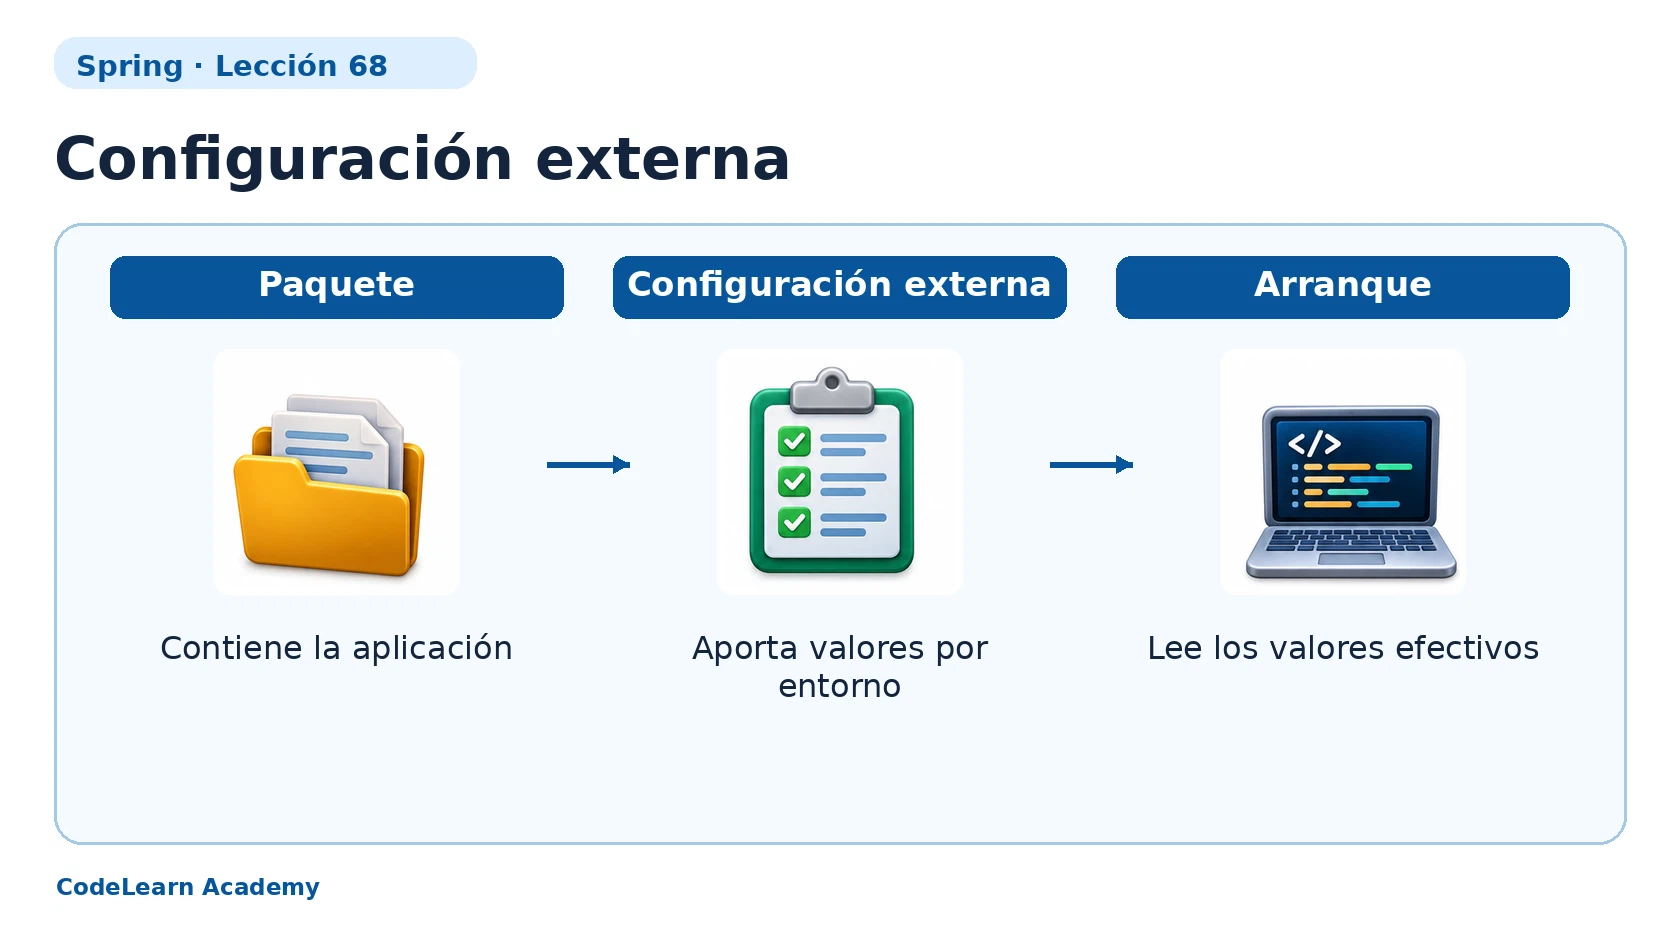 Spring · Lección 68
Configuración externa
Paquete
Configuración externa
Arranque
</>
Contiene la aplicación
Aporta valores por
entorno
Lee los valores efectivos
CodeLearn Academy